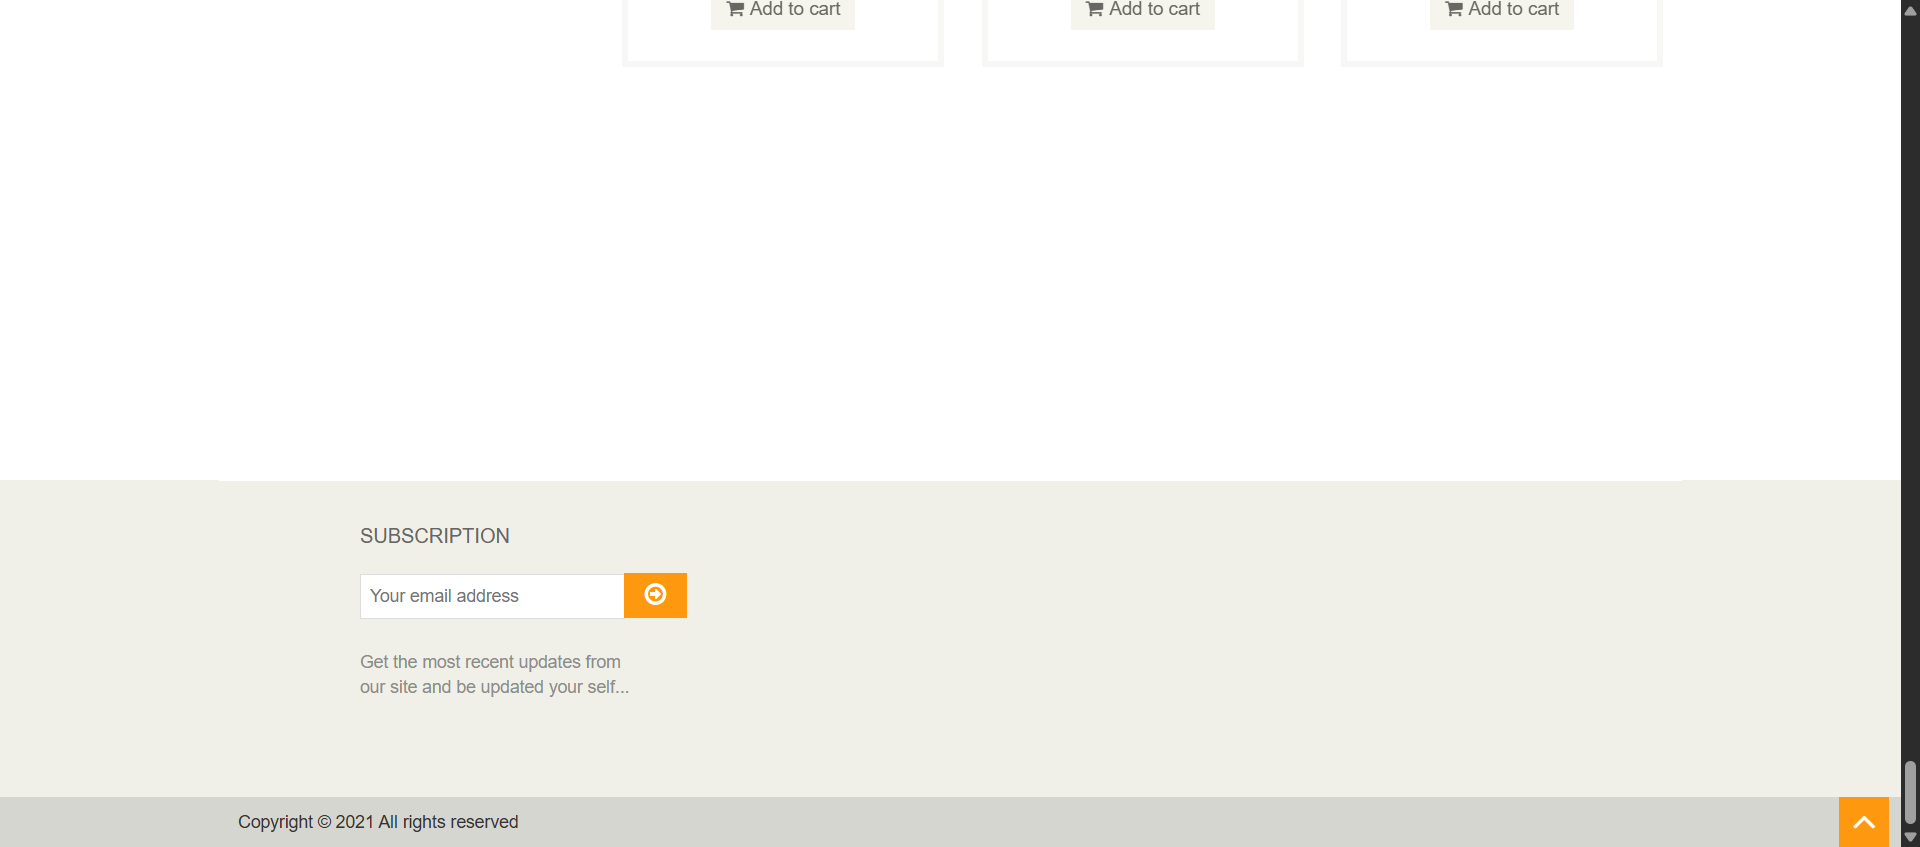 Add to cart Add to cart Add to cart
SUBSCRIPTION
Your email address
Get the most recent updates from
our site and be updated your self...
Copyright © 2021 All rights reserved